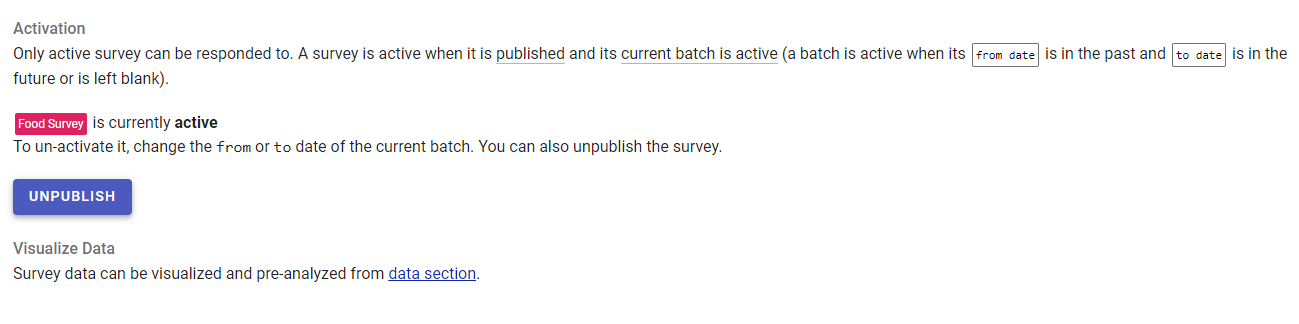 Activation
Only active survey can be responded to. A survey is active when it is published and its current batch is active (a batch is active when its from date is in the past and to date is in the
future or is left blank).
Food Survey is currently active
To un-activate it, change the from or to date of the current batch. You can also unpublish the survey.
UNPUBLISH
Visualize Data
Survey data can be visualized and pre-analyzed from data section.